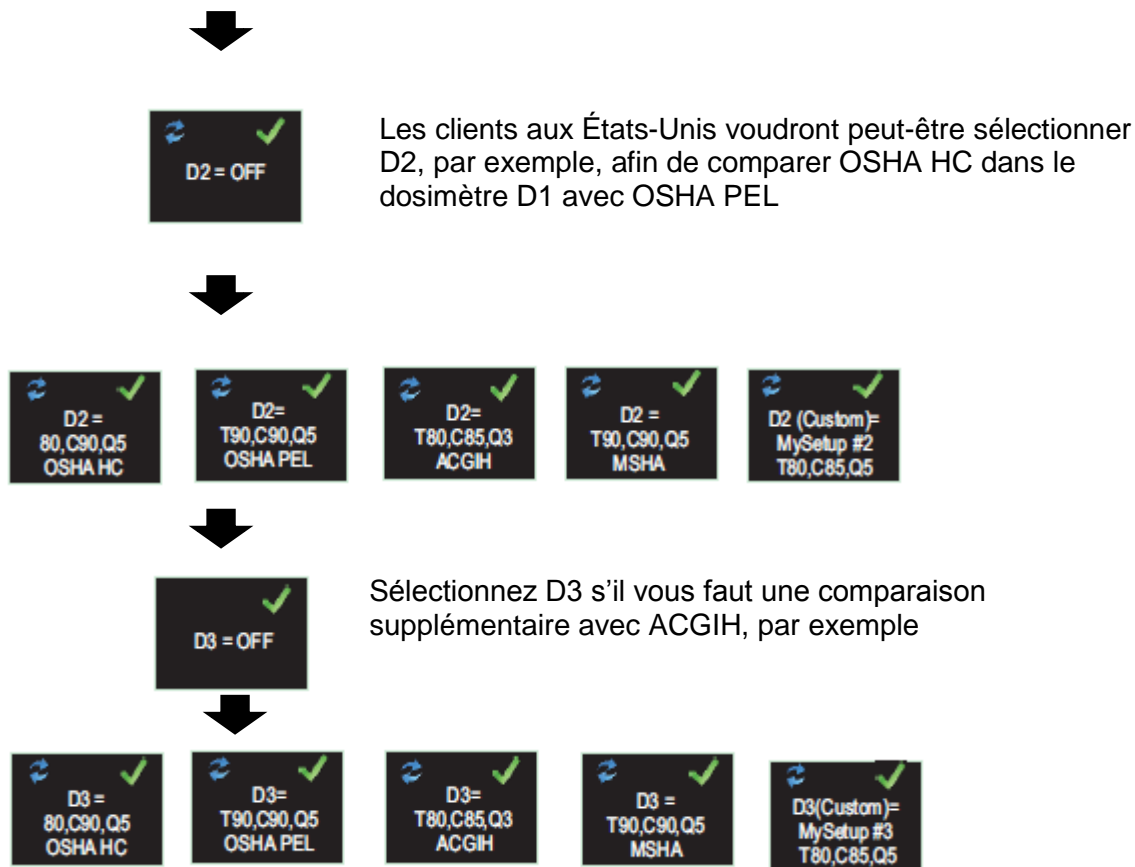 D2 = OFF
Les clients aux États-Unis voudront peut-être sélectionner
D2, par exemple, afin de comparer OSHA HC dans le
dosimètre D1 avec OSHA PEL
D2 =
80,C90,Q5
OSHA HC
D2=
T90,C90,Q5
OSHA PEL
D2=
T80,C85,Q3
ACGIH
D2 =
T90,C90,Q5
MSHA
D2 (Custom)=
MySetup #2
T80,C85,Q5
D3 = OFF
Sélectionnez D3 s’il vous faut une comparaison
supplémentaire avec ACGIH, par exemple
D3 =
80,C90,Q5
OSHA HC
D3=
T90,C90,Q5
OSHA PEL
D3=
T80,C85,Q3
ACGIH
D3 =
T90,C90,Q5
MSHA
D3(Custom)=
MySetup #3
T80,C85,Q5